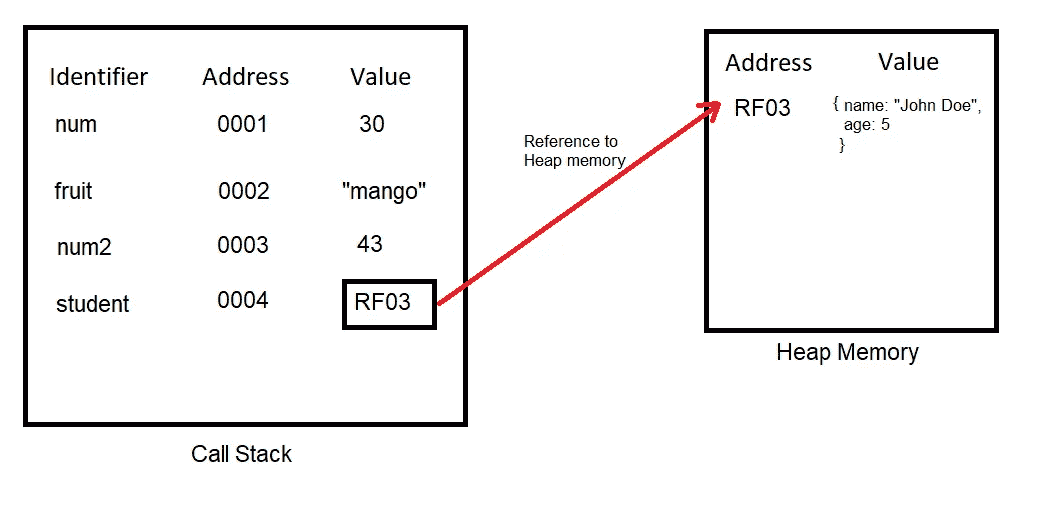 Identifier Address Value
num 0001 30
fruit 0002 "mango"
num2 0003 43
student 0004 RF03
Call Stack
Reference to
Heap memory
Address Value
RF03 { name: "John Doe",
age: 5
}
Heap Memory